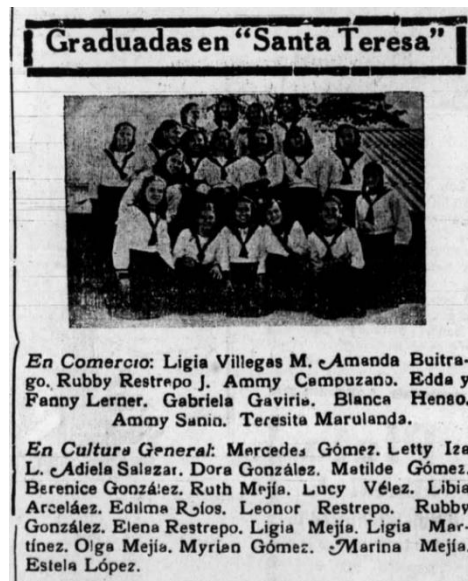 Graduadas en "Santa Teresa"
En Comercio: Ligia Villegas M. Amanda Buitra-
go. Rubby Restrepo J. Ammy Campuzano. Edda y
Fanny Lerner. Gabriela Gaviria. Blanca Henso.
Ammy Sanin. Teresita Marulanda.
En Cultura General: Mercedes Gómez. Letty Iza
L. Adiela Salazar. Dora González. Matilde Gómez.
Berenice González. Ruth Mejía. Lucy Vélez. Libia
Arceláez. Edilma Ríos. Leonor Restrepo. Rubby
González. Elena Restrepo. Ligia Mejía. Ligia Mar-
tínez. Olga Mejía. Myrian Gómez. Marina Mejía.
Estela López.